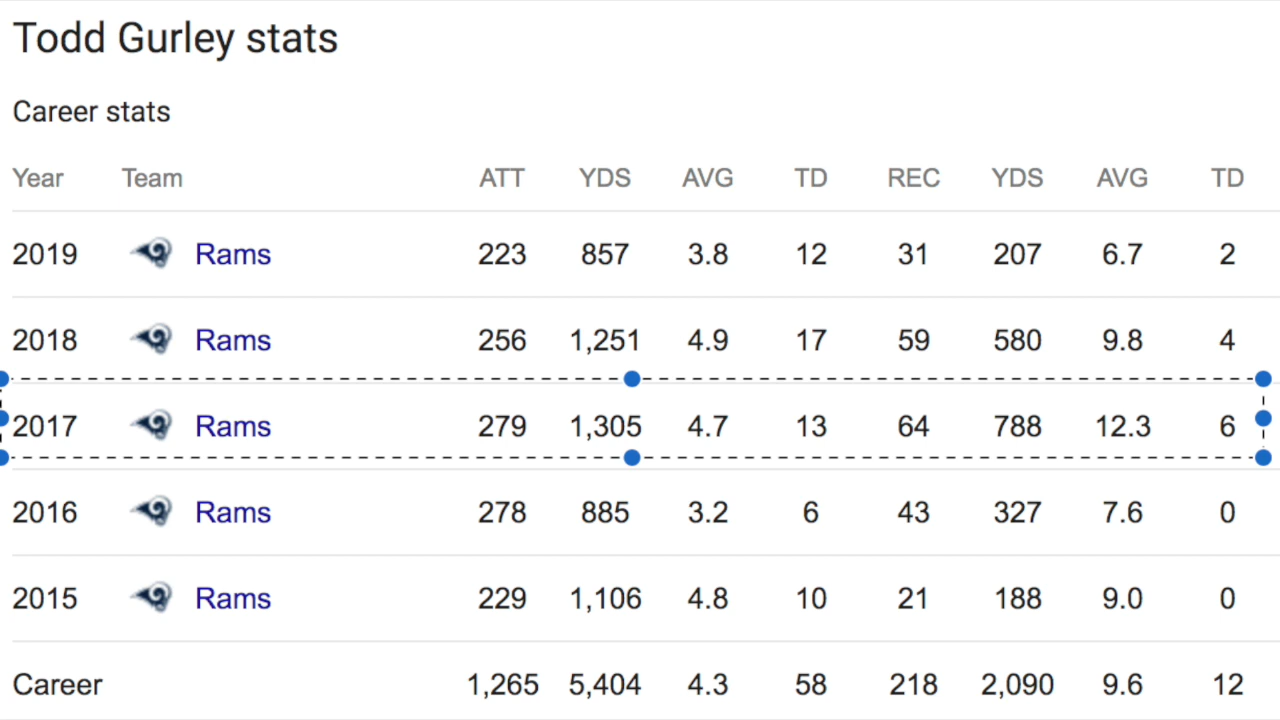 Todd Gurley stats
Career stats
Year Team ATT YDS AVG TD REC YDS AVG TD
2019 Rams 223 857 3.8 12 31 207 6.7 2
2018 Rams 256 1,251 4.9 17 59 580 9.8 4
2017 Rams 279 1,305 4.7 13 64 788 12.3 6
2016 Rams 278 885 3.2 6 43 327 7.6 0
2015 Rams 229 1,106 4.8 10 21 188 9.0 0
Career 1,265 5,404 4.3 58 218 2,090 9.6 12